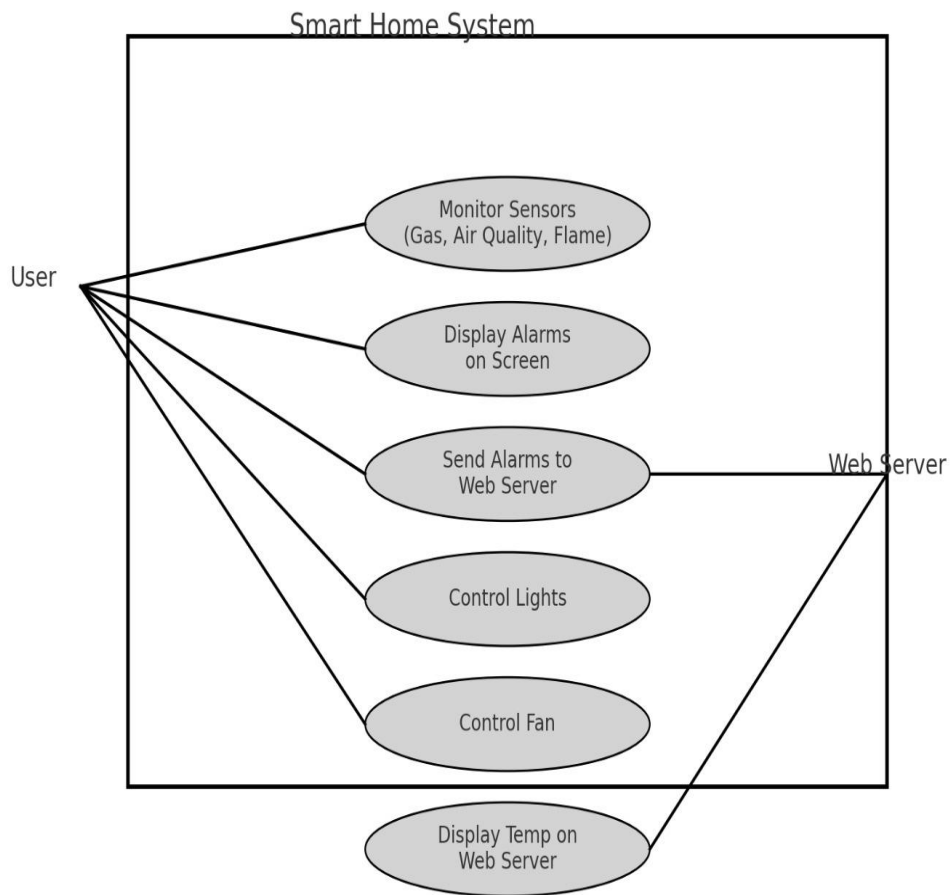 Smart Home System
Monitor Sensors
(Gas, Air Quality, Flame)
User
Display Alarms
on Screen
Send Alarms to
Web Server
Web Server
Control Lights
Control Fan
Display Temp on
Web Server